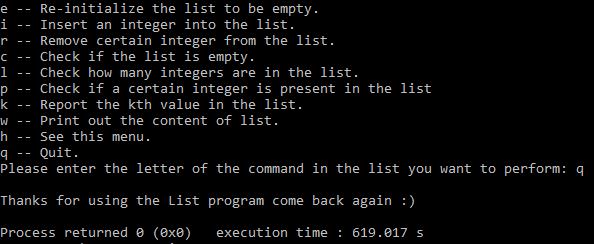 e -- Re-initialize the list to be empty.
i -- Insert an integer into the list.
r -- Remove certain integer from the list.
c -- Check if the list is empty.
l -- Check how many integers are in the list.
p -- Check if a certain integer is present in the list
k -- Report the kth value in the list.
w -- Print out the content of list.
h -- See this menu.
q -- Quit.
Please enter the letter of the command in the list you want to perform: q
Thanks for using the List program come back again :)
Process returned 0 (0x0)   execution time : 619.017 s